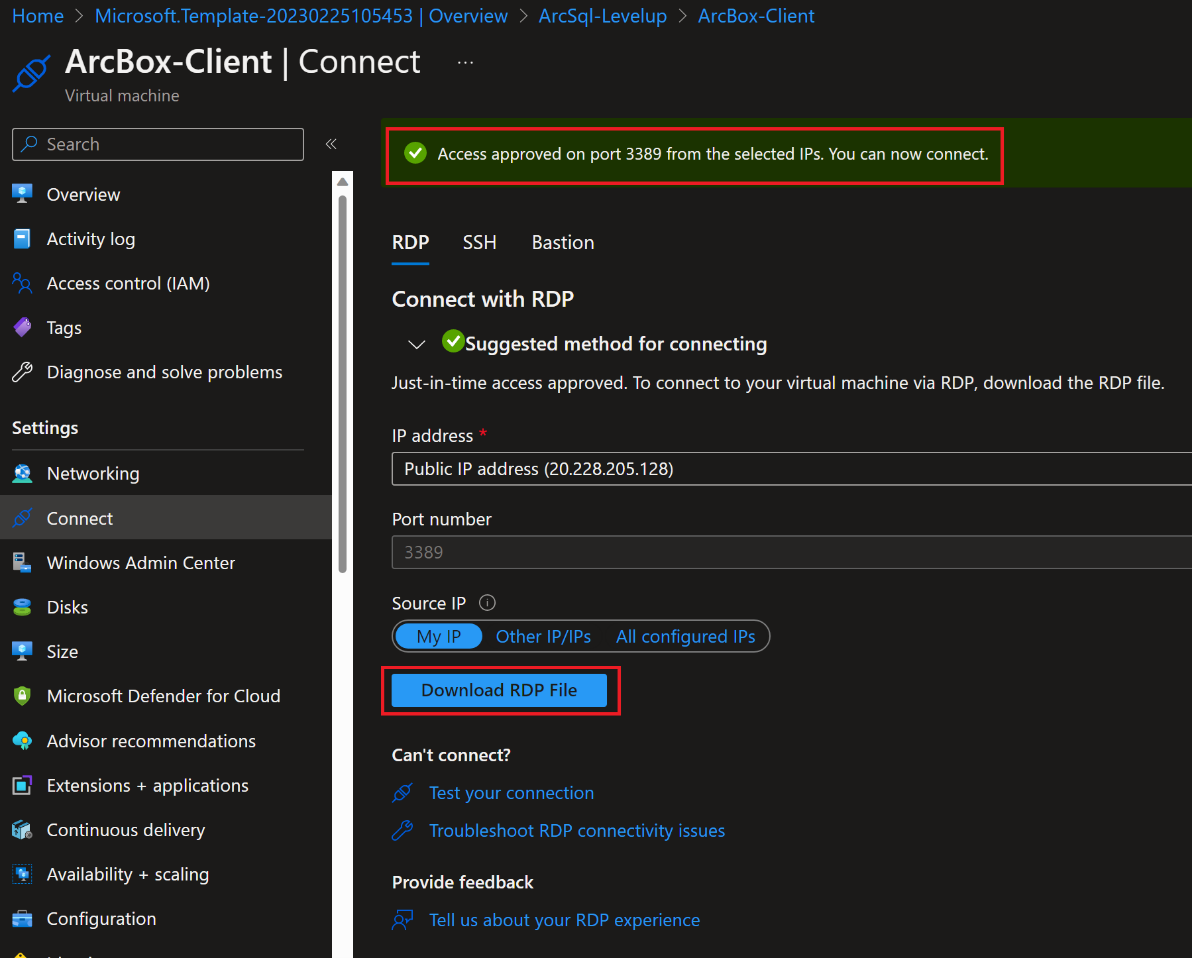 Home > Microsoft.Template-20230225105453 | Overview > ArcSql-Levelup > ArcBox-Client
ArcBox-Client | Connect ...
Virtual machine
Search
«
Overview
Activity log
Access control (IAM)
Tags
Diagnose and solve problems
Settings
Networking
Connect
Windows Admin Center
Disks
Size
Microsoft Defender for Cloud
Advisor recommendations
Extensions + applications
Continuous delivery
Availability + scaling
Configuration
Access approved on port 3389 from the selected IPs. You can now connect.
RDP SSH Bastion
Connect with RDP
Suggested method for connecting
Just-in-time access approved. To connect to your virtual machine via RDP, download the RDP file.
IP address *
Public IP address (20.228.205.128)
Port number
3389
Source IP
My IP Other IP/IPs All configured IPs
Download RDP File
Can't connect?
Test your connection
Troubleshoot RDP connectivity issues
Provide feedback
Tell us about your RDP experience